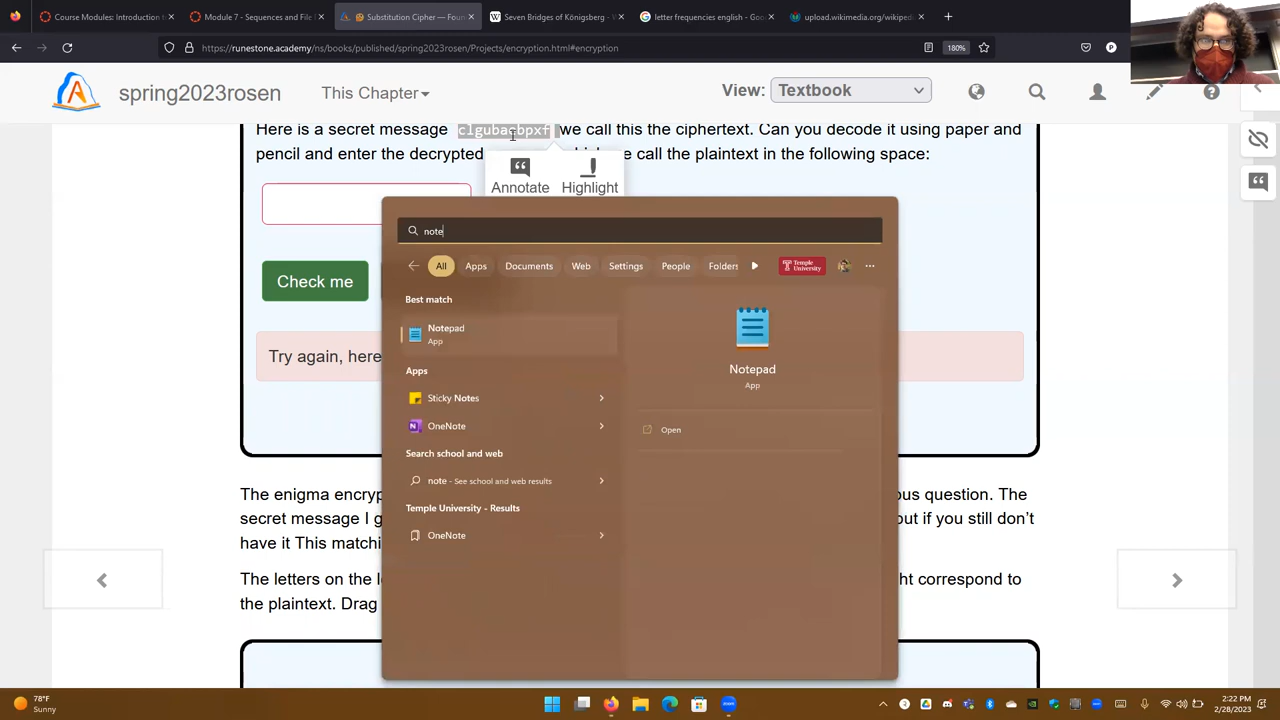 Course Modules: Introduction t
Module 7 - Sequences and File
Substitution Cipher — Foun
Seven Bridges of Königsberg - W
letter frequencies english - Goo
upload.wikimedia.org/wikiped
https://runestone.academy/ns/books/published/spring2023rosen/Projects/encryption.html#encryption
180%
spring2023rosen
This Chapter
View:
Textbook
Here is a secret message clgubacbpxf we call this the ciphertext. Can you decode it using paper and
pencil and enter the decrypted we call the plaintext in the following space:
Annotate
Highlight
note
All
Apps
Documents
Web
Settings
People
Folders
Temple University
Best match
Notepad
App
Notepad
App
Open
Apps
Sticky Notes
OneNote
Search school and web
note - See school and web results
Temple University - Results
OneNote
Check me
Try again, here
The enigma encryp us question. The
secret message I g but if you still don't
have it This matchi
The letters on the l ht correspond to
the plaintext. Drag
78°F
Sunny
2:22 PM
2/28/2023